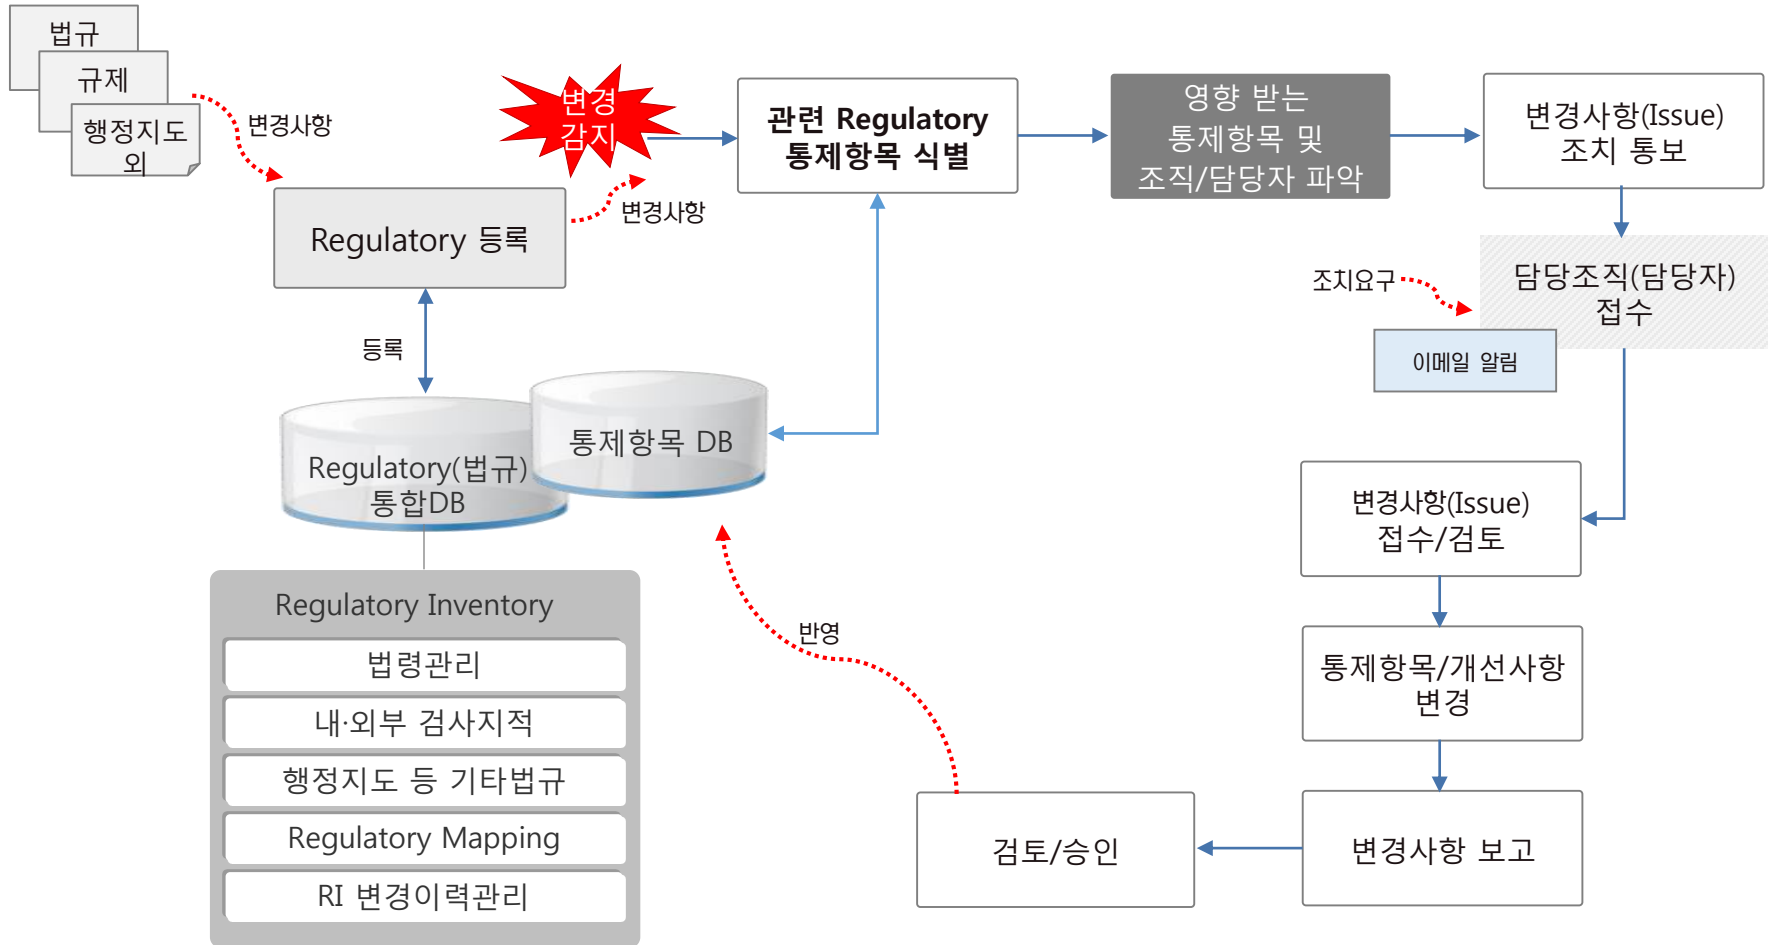 법규
규제
행정지도
외
변경사항
변경
감지
관련 Regulatory
통제항목 식별
영향 받는
통제항목 및
조직/담당자 파악
변경사항(Issue)
조치 통보
변경사항
Regulatory 등록
조치요구
담당조직(담당자)
접수
이메일 알림
등록
통제항목 DB
Regulatory(법규)
통합DB
변경사항(Issue)
접수/검토
Regulatory Inventory
법령관리
내·외부 검사지적
행정지도 등 기타법규
Regulatory Mapping
RI 변경이력관리
반영
통제항목/개선사항
변경
검토/승인
변경사항 보고